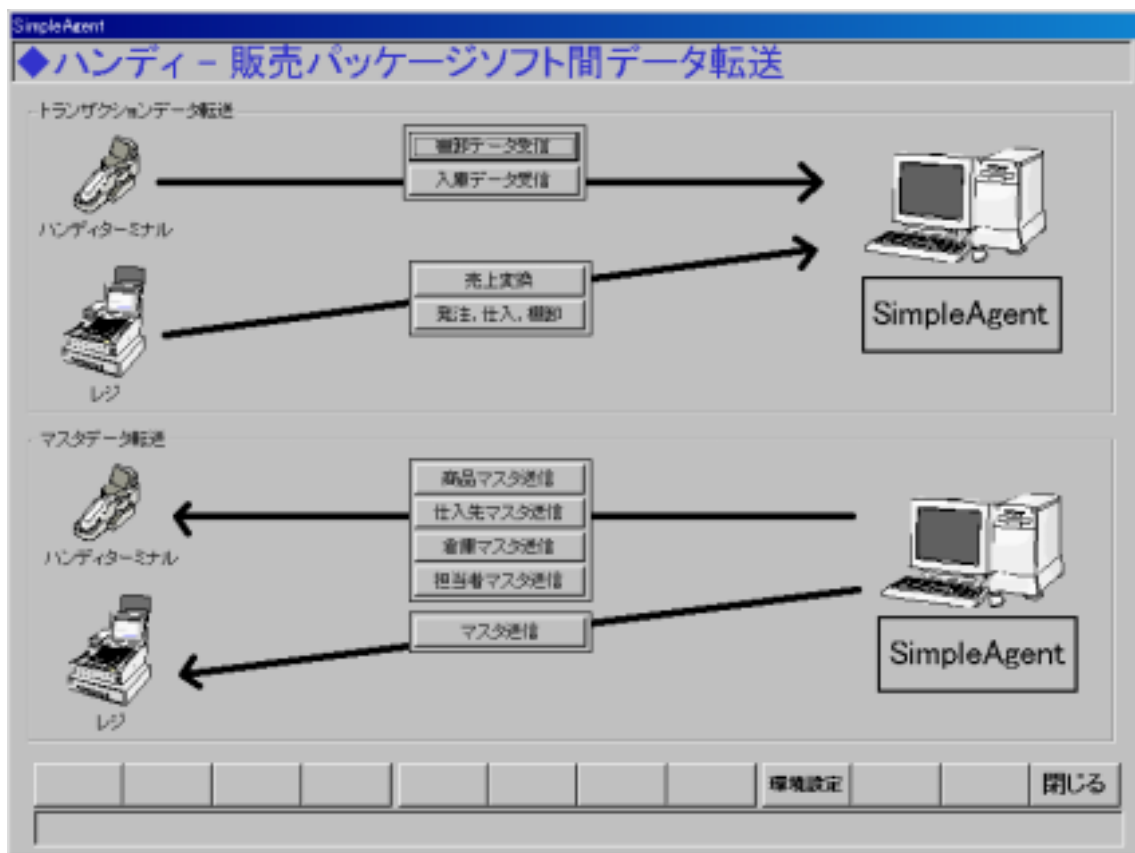 SimpleAgent
◆ハンディ − 販売パッケージソフト間データ転送
トランザクションデータ転送
棚卸データ受信
入庫データ受信
ハンディターミナル
売上変換
発注，仕入，棚卸
SimpleAgent
レジ
マスタデータ転送
商品マスタ送信
仕入先マスタ送信
倉庫マスタ送信
担当者マスタ送信
ハンディターミナル
マスタ送信
SimpleAgent
レジ
環境設定
閉じる